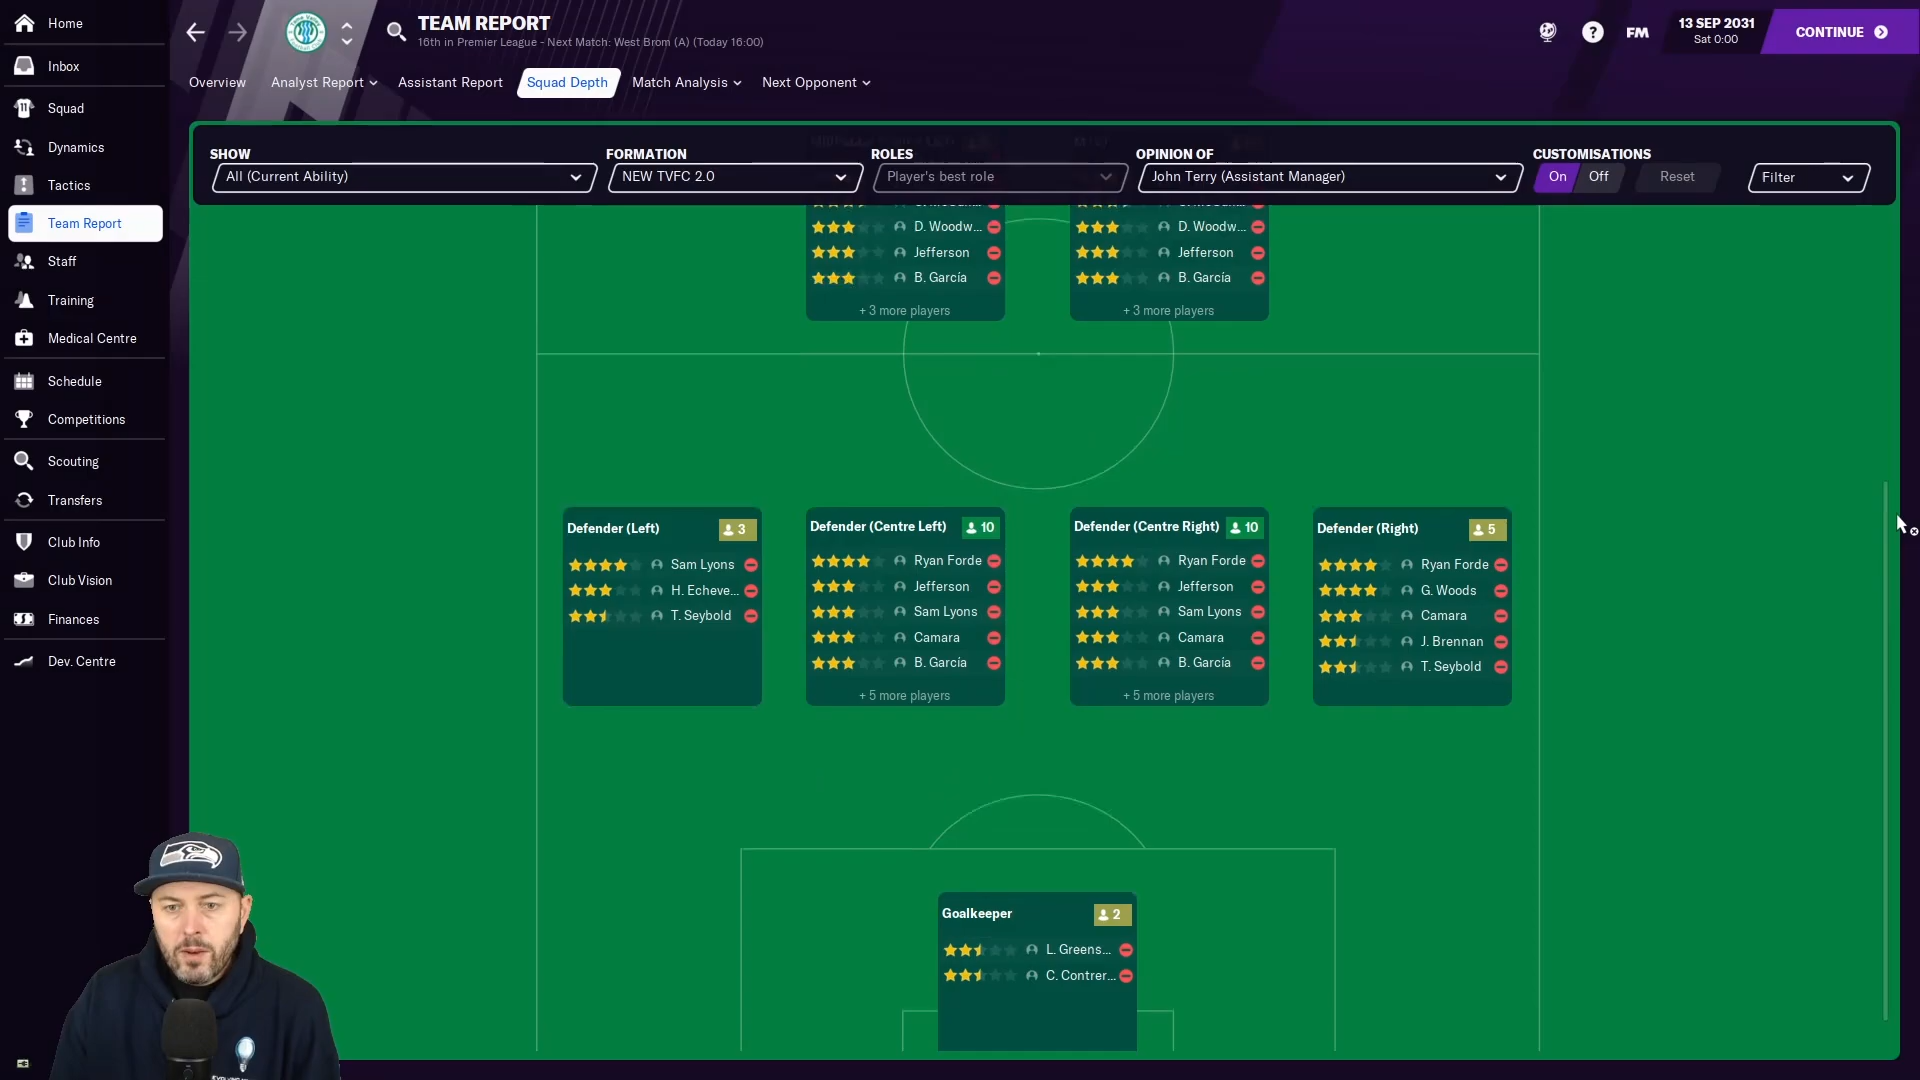 Home
Inbox
Squad
Dynamics
Tactics
Team Report
Staff
Training
Medical Centre
Schedule
Competitions
Scouting
Transfers
Club Info
Club Vision
Finances
Dev. Centre
TEAM REPORT
16th in Premier League - Next Match: West Brom (A) (Today 16:00)
FM
13 SEP 2031
Sat 0:00
CONTINUE
Overview
Analyst Report
Assistant Report
Squad Depth
Match Analysis
Next Opponent
SHOW
All (Current Ability)
FORMATION
NEW TVFC 2.0
ROLES
Player's best role
OPINION OF
John Terry (Assistant Manager)
CUSTOMISATIONS
On
Off
Reset
Filter
D. Woodw...
Jefferson
B. García
+ 3 more players
D. Woodw...
Jefferson
B. García
+ 3 more players
Defender (Left)
3
Sam Lyons
H. Echeve...
T. Seybold
Defender (Centre Left)
10
Ryan Forde
Jefferson
Sam Lyons
Camara
B. García
+ 5 more players
Defender (Centre Right)
10
Ryan Forde
Jefferson
Sam Lyons
Camara
B. García
+ 5 more players
Defender (Right)
5
Ryan Forde
G. Woods
Camara
J. Brennan
T. Seybold
Goalkeeper
2
L. Greens...
C. Contrer...